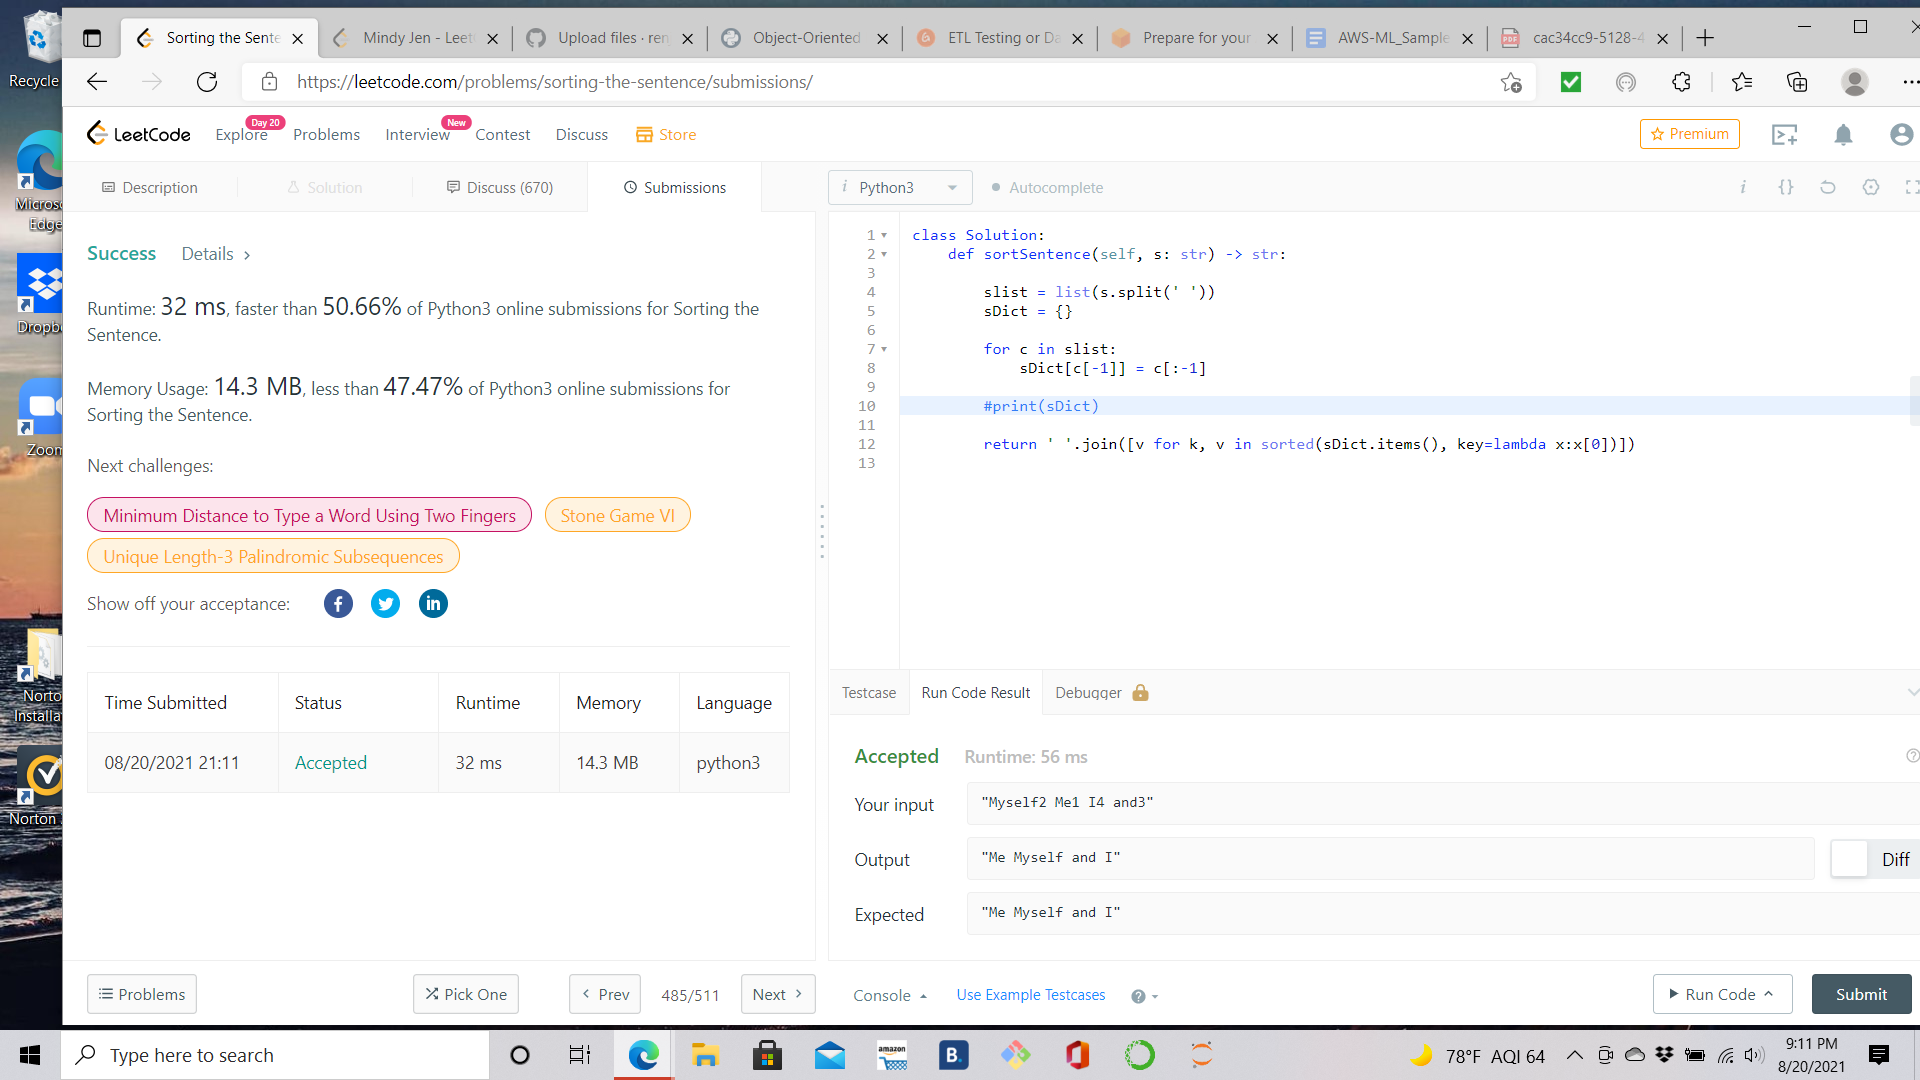 Recycle
Microso
Edge
Dropb
Zoom
Norto
Installa
Norton
Sorting the Sente
Mindy Jen - Leet
Upload files · ren
Object-Oriented
ETL Testing or Da
Prepare for your
AWS-ML_Sample
PDF
cac34cc9-5128-4
https://leetcode.com/problems/sorting-the-sentence/submissions/
LeetCode
Explore
Day 20
Problems
Interview
New
Contest
Discuss
Store
Premium
Description
Solution
Discuss (670)
Submissions
i Python3
Autocomplete
i {}
Success
Details >
Runtime: 32 ms, faster than 50.66% of Python3 online submissions for Sorting the
Sentence.
Memory Usage: 14.3 MB, less than 47.47% of Python3 online submissions for
Sorting the Sentence.
Next challenges:
Minimum Distance to Type a Word Using Two Fingers
Stone Game VI
Unique Length-3 Palindromic Subsequences
Show off your acceptance:
Time Submitted Status Runtime Memory Language
08/20/2021 21:11 Accepted 32 ms 14.3 MB python3
1 class Solution:
2 def sortSentence(self, s: str) -> str:
3
4 slist = list(s.split(' '))
5 sDict = {}
6
7 for c in slist:
8 sDict[c[-1]] = c[:-1]
9
10 #print(sDict)
11
12 return ' '.join([v for k, v in sorted(sDict.items(), key=lambda x:x[0])])
13
Testcase
Run Code Result
Debugger
Accepted
Runtime: 56 ms
Your input
"Myself2 Me1 I4 and3"
Output
"Me Myself and I"
Diff
Expected
"Me Myself and I"
Problems
Pick One
< Prev
485/511
Next >
Console
Use Example Testcases
Run Code
Submit
Type here to search
amazon
B.
78°F AQI 64
9:11 PM
8/20/2021